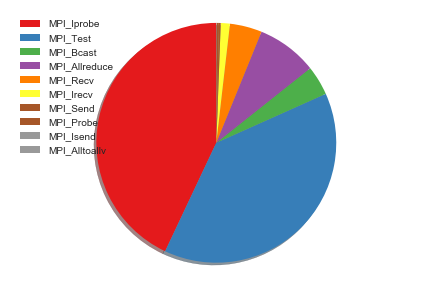 MPI_Iprobe
MPI_Test
MPI_Bcast
MPI_Allreduce
MPI_Recv
MPI_Irecv
MPI_Send
MPI_Probe
MPI_Isend
MPI_Alltoallv